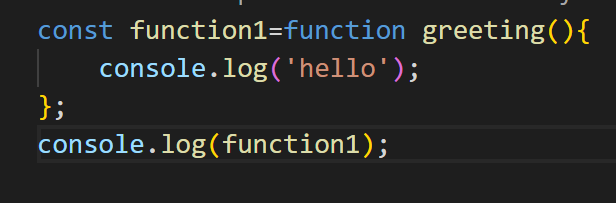 const function1=function greeting(){
    console.log('hello');
};
console.log(function1);